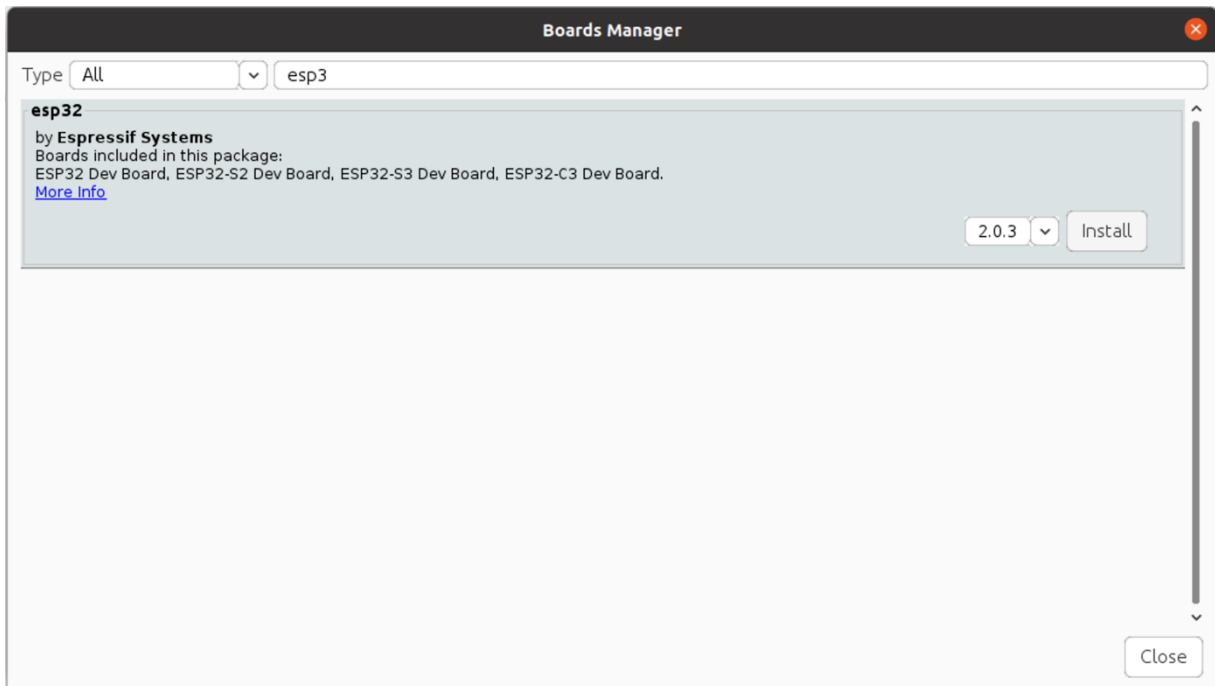 Boards Manager
Type All esp3
esp32
by Espressif Systems
Boards included in this package:
ESP32 Dev Board, ESP32-S2 Dev Board, ESP32-S3 Dev Board, ESP32-C3 Dev Board.
More Info
2.0.3 Install
Close